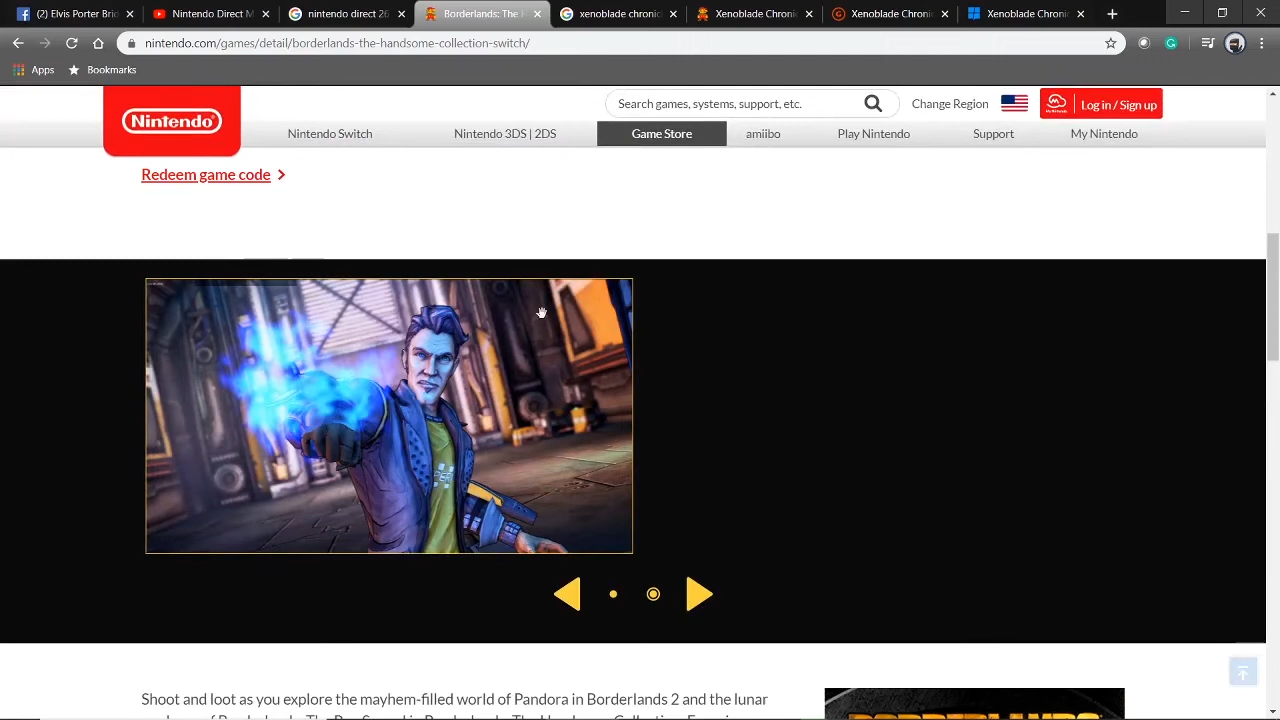 (2) Elvis Porter Brid
Nintendo Direct M
nintendo direct 26
Borderlands: The H
xenoblade chronic
Xenoblade Chroni
Xenoblade Chroni
Xenoblade Chronic
nintendo.com/games/detail/borderlands-the-handsome-collection-switch/
Apps
Bookmarks
Nintendo
Search games, systems, support, etc.
Change Region
Log in / Sign up
Nintendo Switch
Nintendo 3DS | 2DS
Game Store
amiibo
Play Nintendo
Support
My Nintendo
Redeem game code
Shoot and loot as you explore the mayhem-filled world of Pandora in Borderlands 2 and the lunar